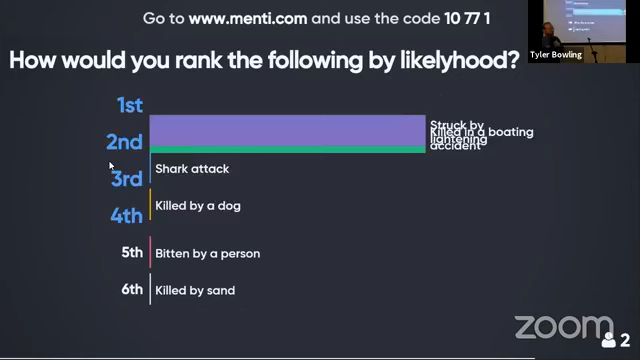 Go to www.menti.com and use the code 10 77 1
How would you rank the following by likelyhood?
Tyler Bowling
1st
Struck by
lightening
Killed in a boating
accident
2nd
3rd
Shark attack
4th
Killed by a dog
5th
Bitten by a person
6th
Killed by sand
zoom
2